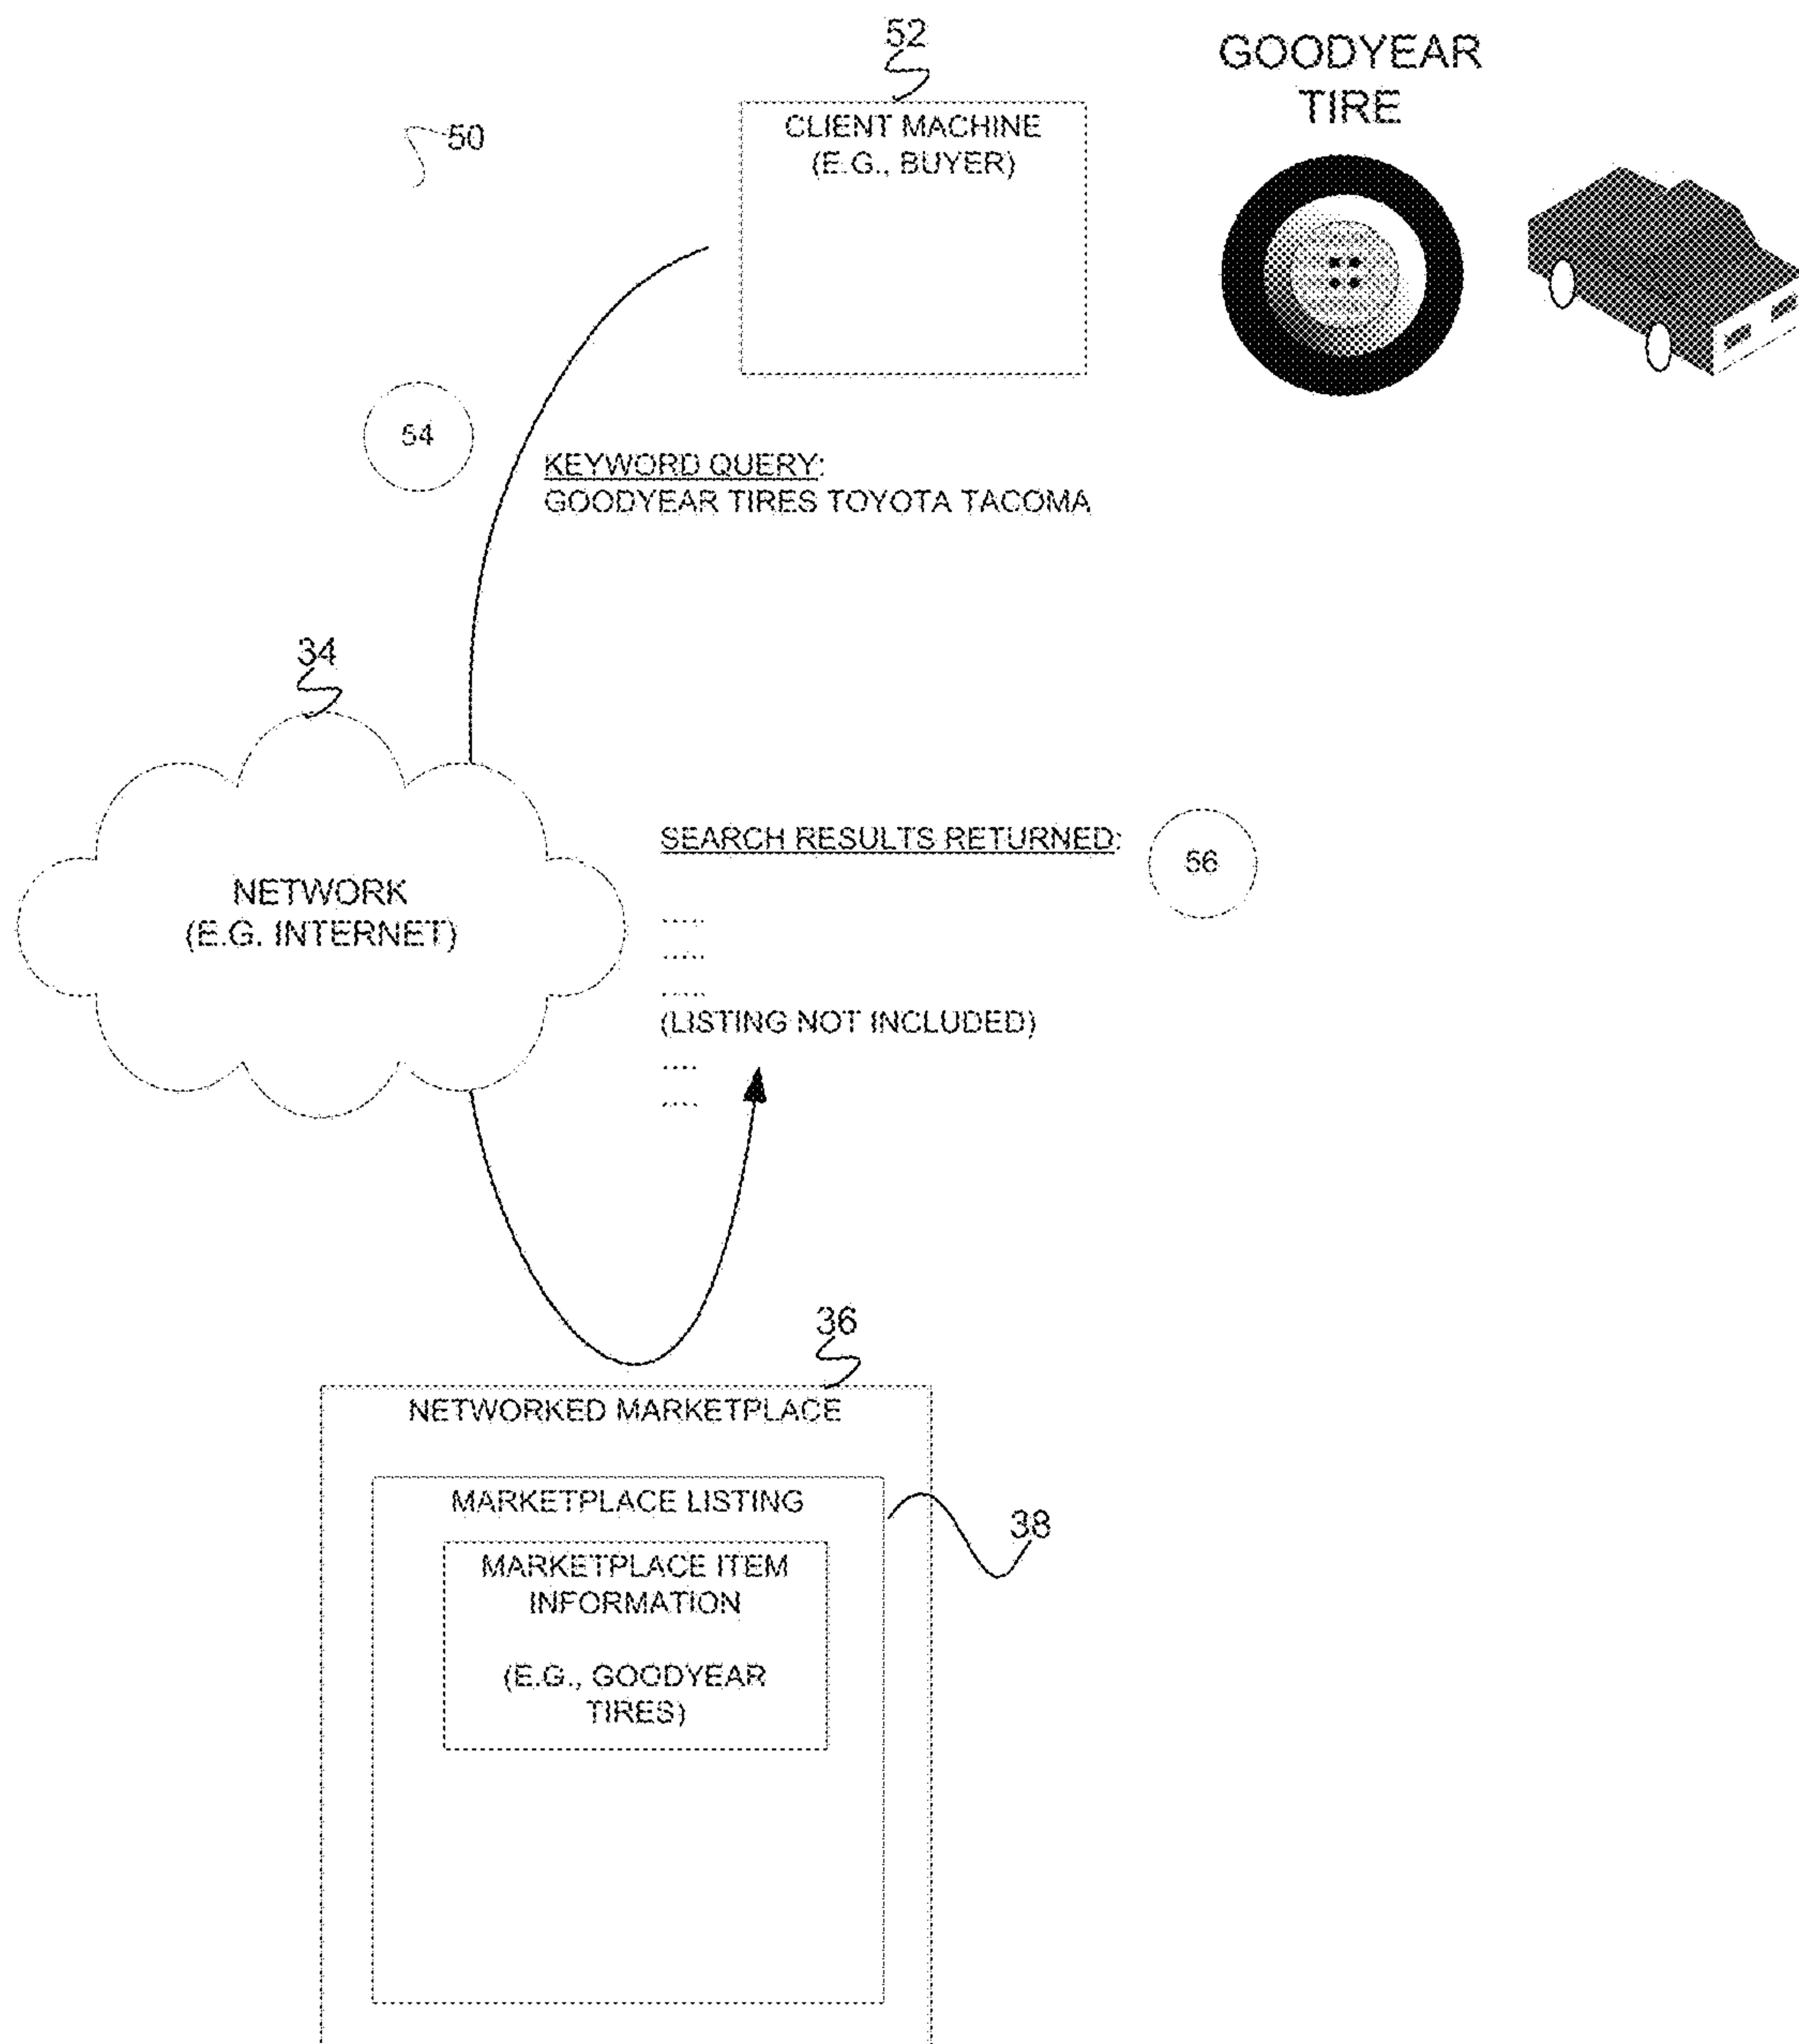 52
GOODYEAR
TIRE
50
CLIENT MACHINE
(E.G., BUYER)
54
KEYWORD QUERY:
GOODYEAR TIRES TOYOTA TACOMA
34
NETWORK
(E.G. INTERNET)
SEARCH RESULTS RETURNED:
56
....
.....
.....
(LISTING NOT INCLUDED)
....
....
36
NETWORKED MARKETPLACE
MARKETPLACE LISTING
38
MARKETPLACE ITEM
INFORMATION
(E.G., GOODYEAR
TIRES)